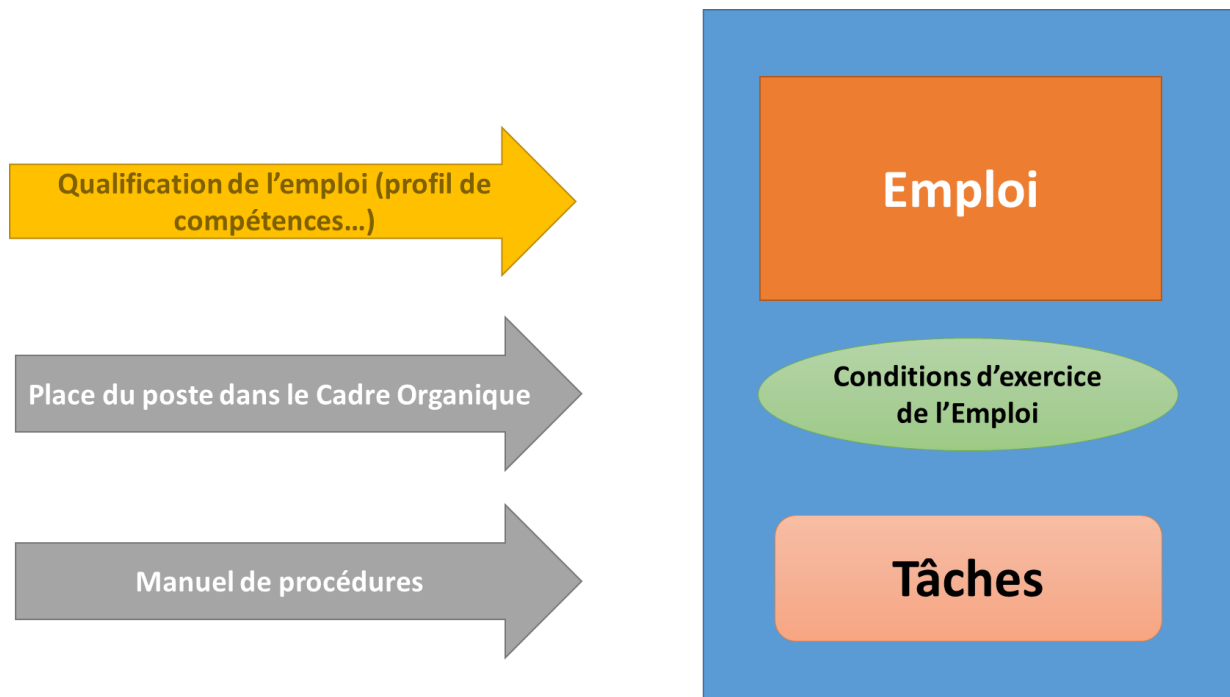 Qualification de l’emploi (profil de
compétences…)
Emploi
Place du poste dans le Cadre Organique
Conditions d’exercice
de l’Emploi
Manuel de procédures
Tâches